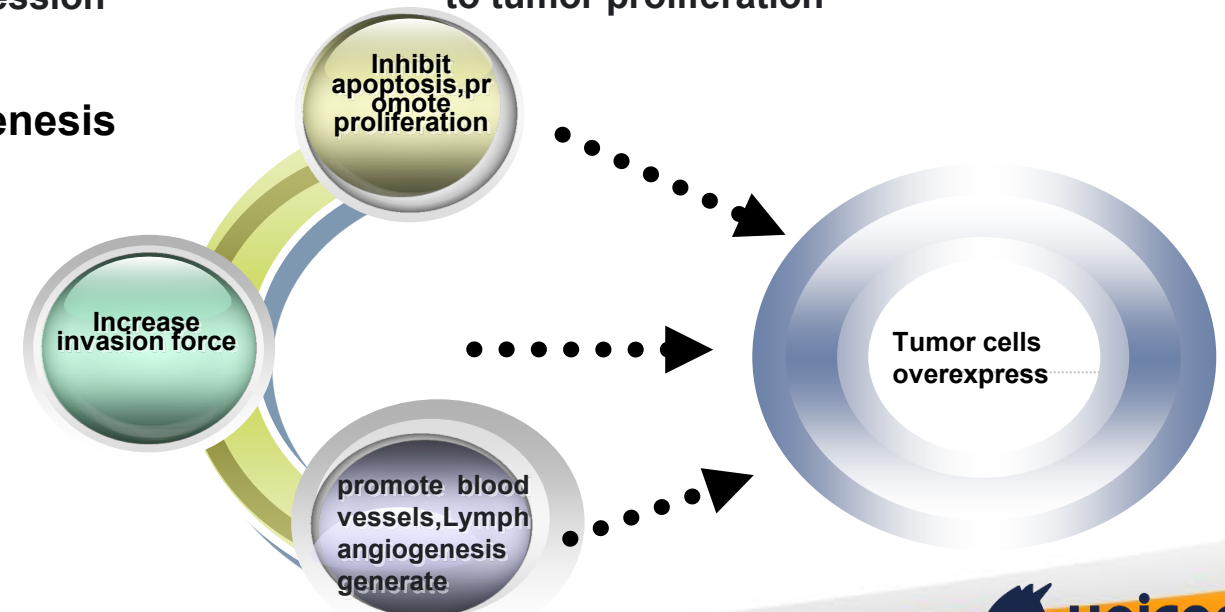 to tumor proliferation
Inhibit
apoptosis,pr
omote
proliferation
Increase
invasion force
Tumor cells
overexpress
promote blood
vessels,Lymph
angiogenesis
generate